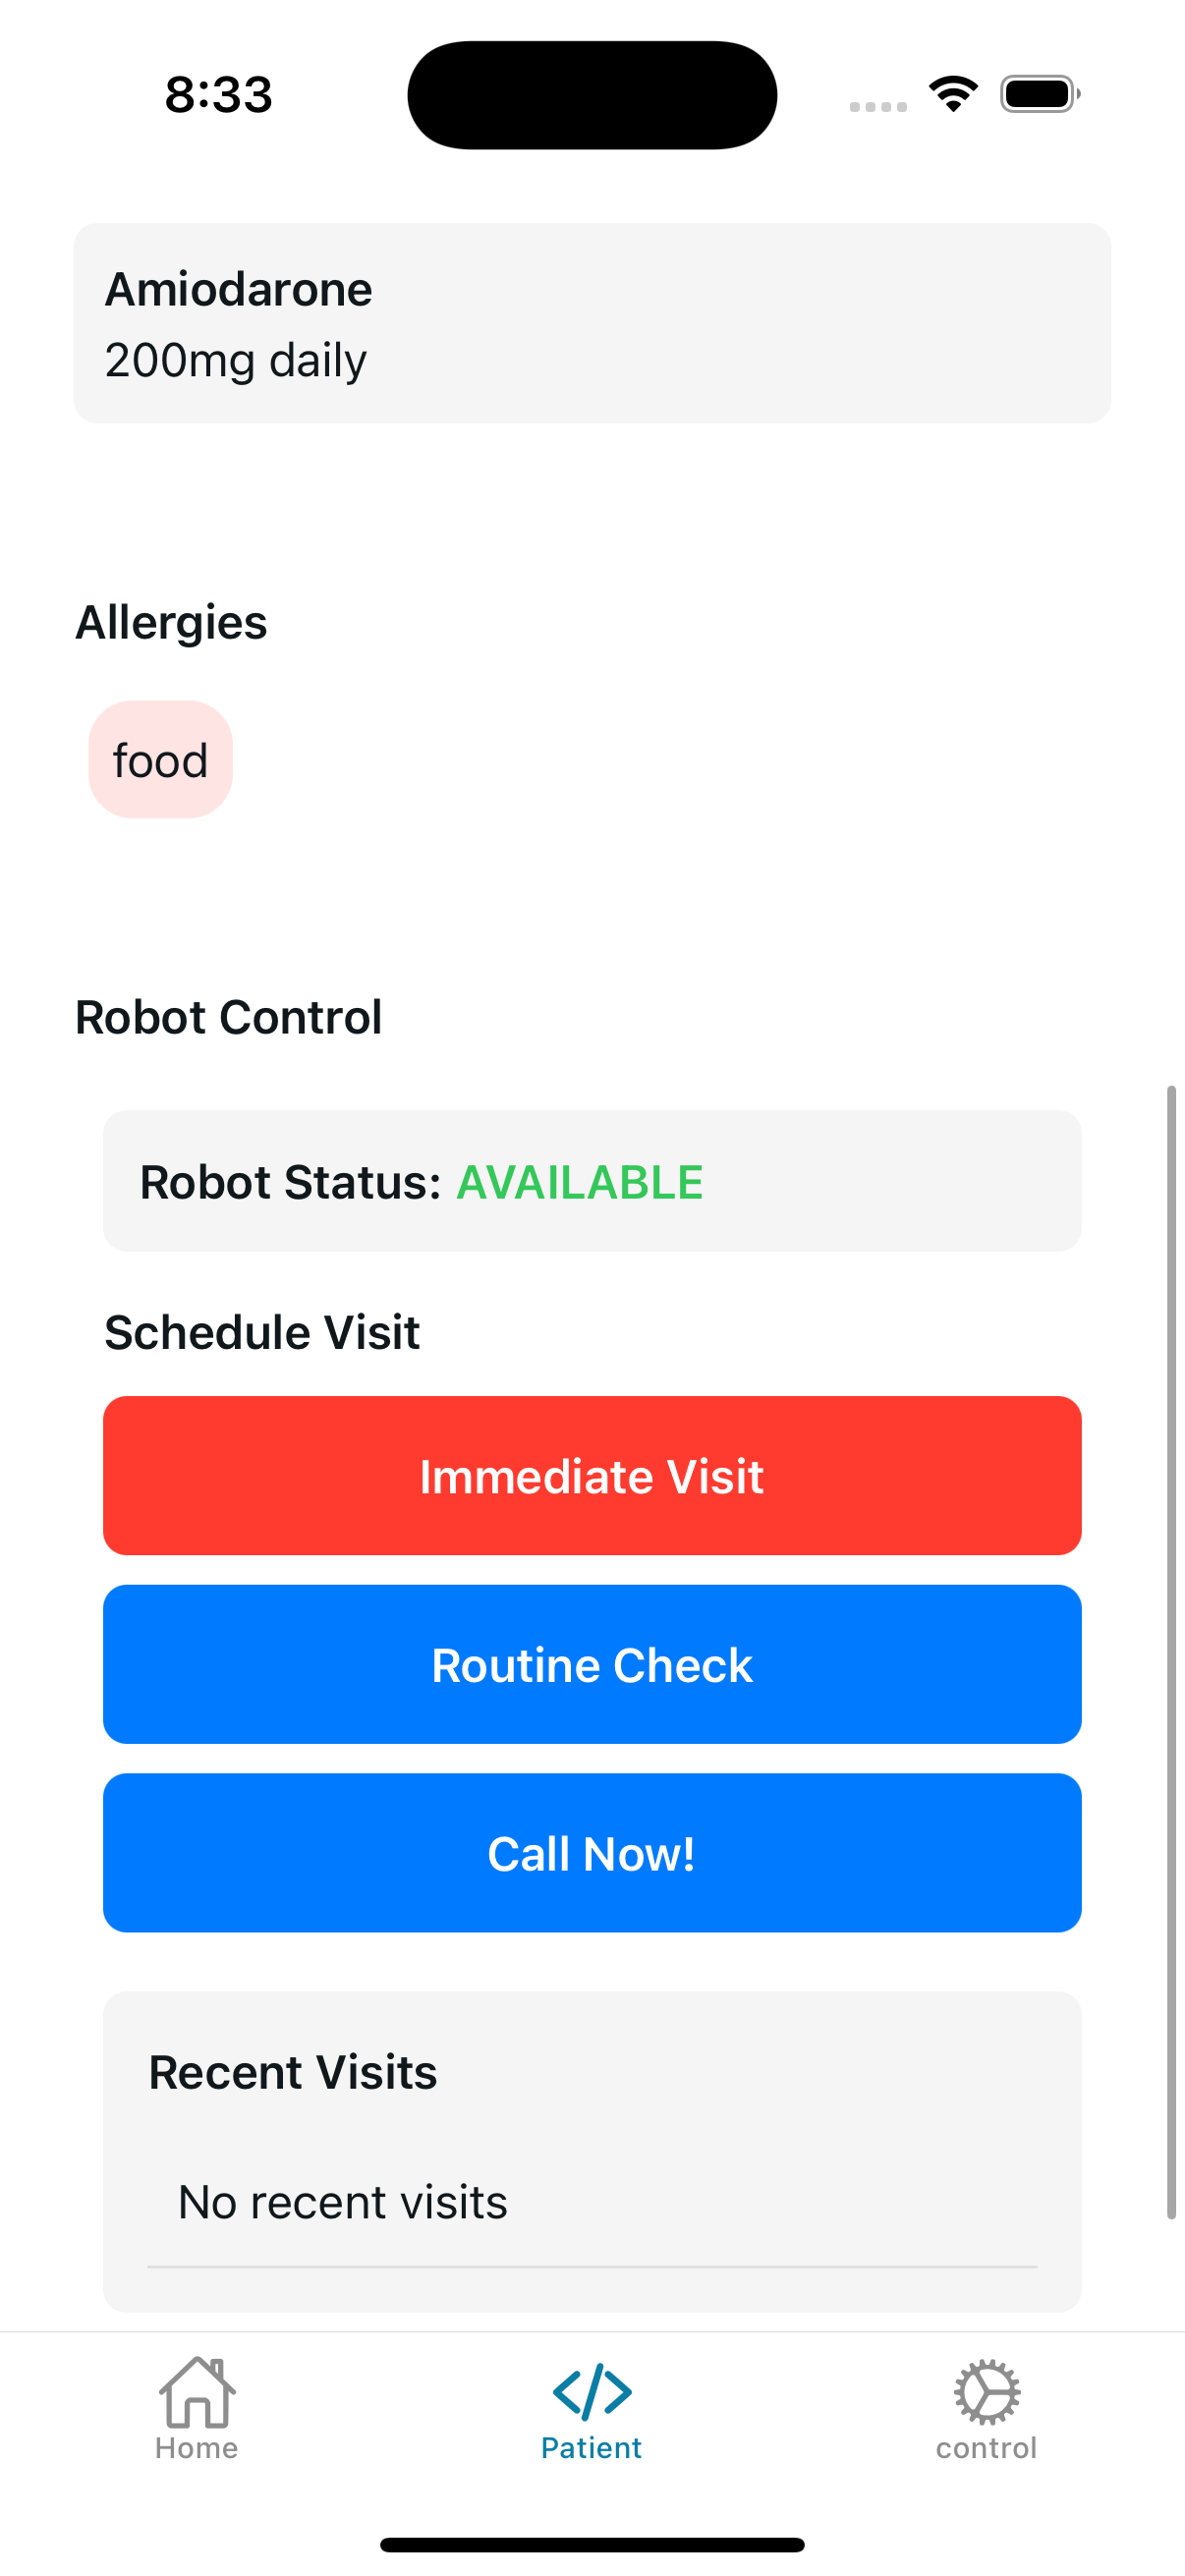 8:33
Amiodarone
200mg daily
Allergies
food
Robot Control
Robot Status: AVAILABLE
Schedule Visit
Immediate Visit
Routine Check
Call Now!
Recent Visits
No recent visits
Home
Patient
control